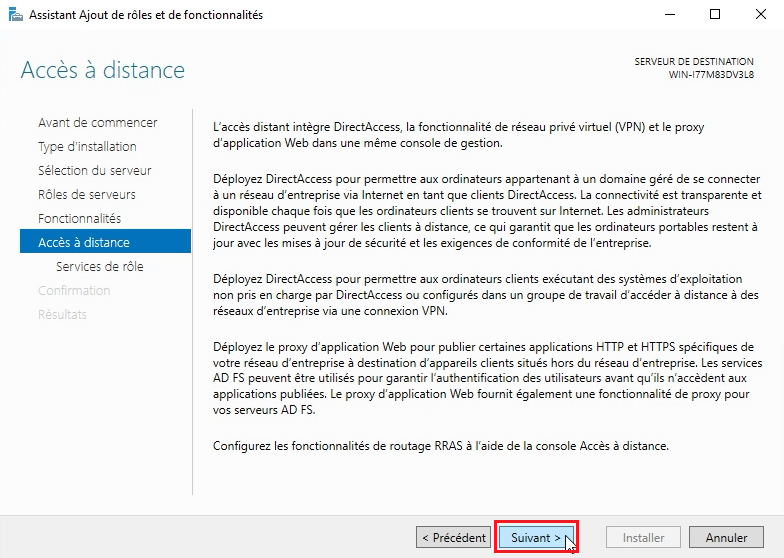 Assistant Ajout de rôles et de fonctionnalités
Accès à distance
SERVEUR DE DESTINATION
WIN-I77M83DV3L8
Avant de commencer
Type d'installation
Sélection du serveur
Rôles de serveurs
Fonctionnalités
Accès à distance
Services de rôle
Confirmation
Résultats
L'accès distant intègre DirectAccess, la fonctionnalité de réseau privé virtuel (VPN) et le proxy
d'application Web dans une même console de gestion.
Déployez DirectAccess pour permettre aux ordinateurs appartenant à un domaine géré de se connecter
à un réseau d'entreprise via Internet en tant que clients DirectAccess. La connectivité est transparente et
disponible chaque fois que les ordinateurs clients se trouvent sur Internet. Les administrateurs
DirectAccess peuvent gérer les clients à distance, ce qui garantit que les ordinateurs portables restent à
jour avec les mises à jour de sécurité et les exigences de conformité de l'entreprise.
Déployez DirectAccess pour permettre aux ordinateurs clients exécutant des systèmes d'exploitation
non pris en charge par DirectAccess ou configurés dans un groupe de travail d'accéder à distance à des
réseaux d'entreprise via une connexion VPN.
Déployez le proxy d'application Web pour publier certaines applications HTTP et HTTPS spécifiques de
votre réseau d'entreprise à destination d'appareils clients situés hors du réseau d'entreprise. Les services
AD FS peuvent être utilisés pour garantir l'authentification des utilisateurs avant qu'ils n'accèdent aux
applications publiées. Le proxy d'application Web fournit également une fonctionnalité de proxy pour
vos serveurs AD FS.
Configurez les fonctionnalités de routage RRAS à l'aide de la console Accès à distance.
< Précédent
Suivant >
Installer
Annuler